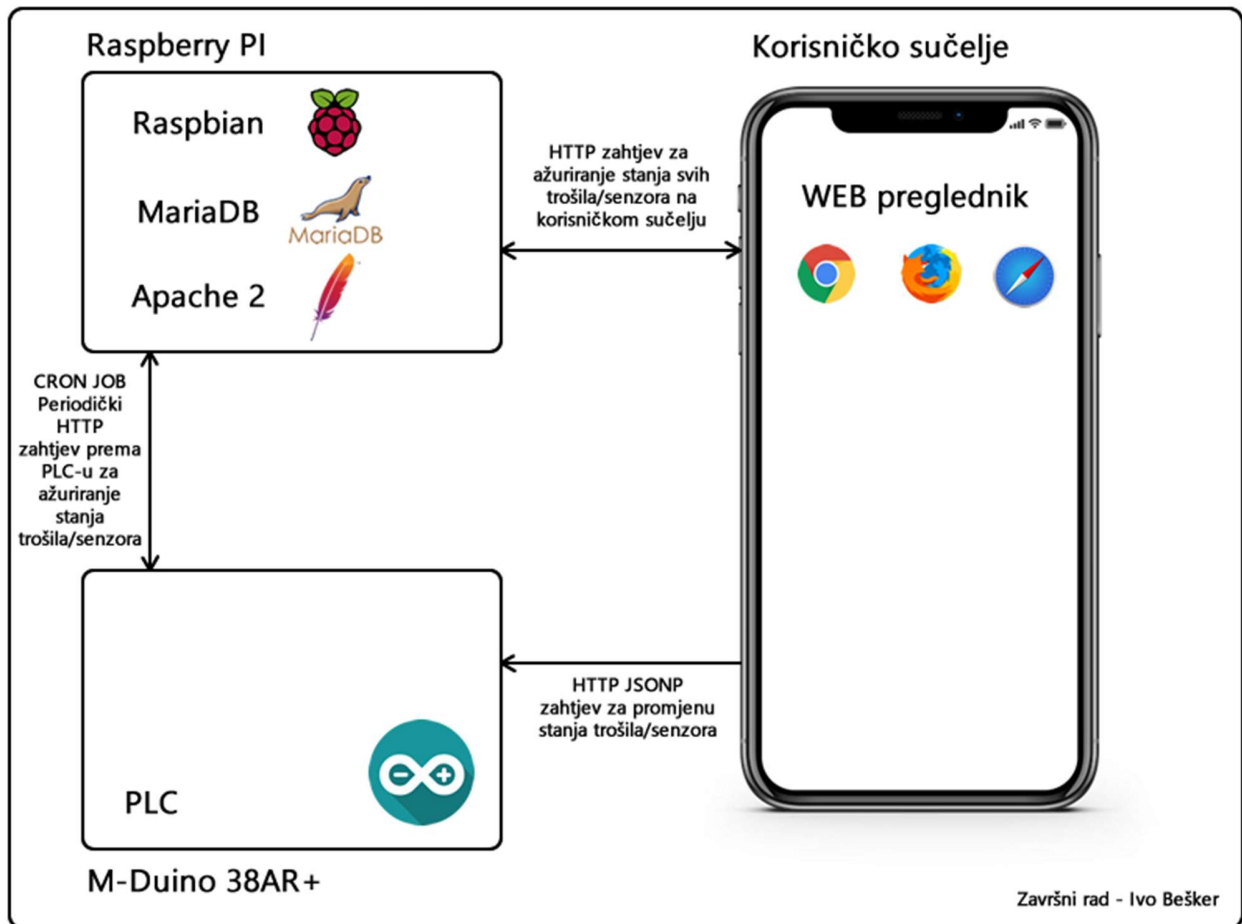 Raspberry PI
Korisničko sučelje
Raspbian
MariaDB
MariaDB
Apache 2
HTTP zahtjev za
ažuriranje stanja svih
trošila/senzora na
korisničkom sučelju
WEB preglednik
CRON JOB
Periodički
HTTP
zahtjev prema
PLC-u za
ažuriranje
stanja
trošila/senzora
HTTP JSONP
zahtjev za promjenu
stanja trošila/senzora
PLC
M-Duino 38AR+
Završni rad - Ivo Bešker